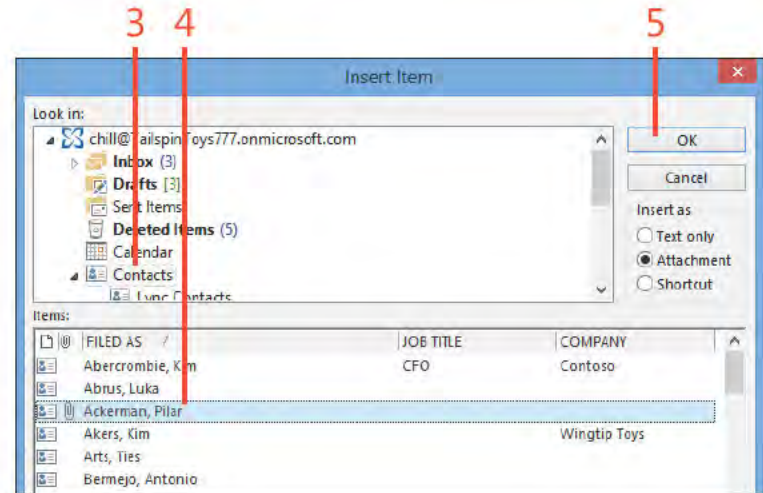 3 4 5
Insert Item
Look in:
chill@TailspinToys777.onmicrosoft.com
Inbox (3)
Drafts [3]
Sent Items
Deleted Items (5)
Calendar
Contacts
Lync Contacts
OK
Cancel
Insert as
Text only
Attachment
Shortcut
Items:
FILED AS JOB TITLE COMPANY
Abercrombie, Kim CFO Contoso
Abrus, Luka
Ackerman, Pilar
Akers, Kim Wingtip Toys
Arts, Ties
Bermejo, Antonio